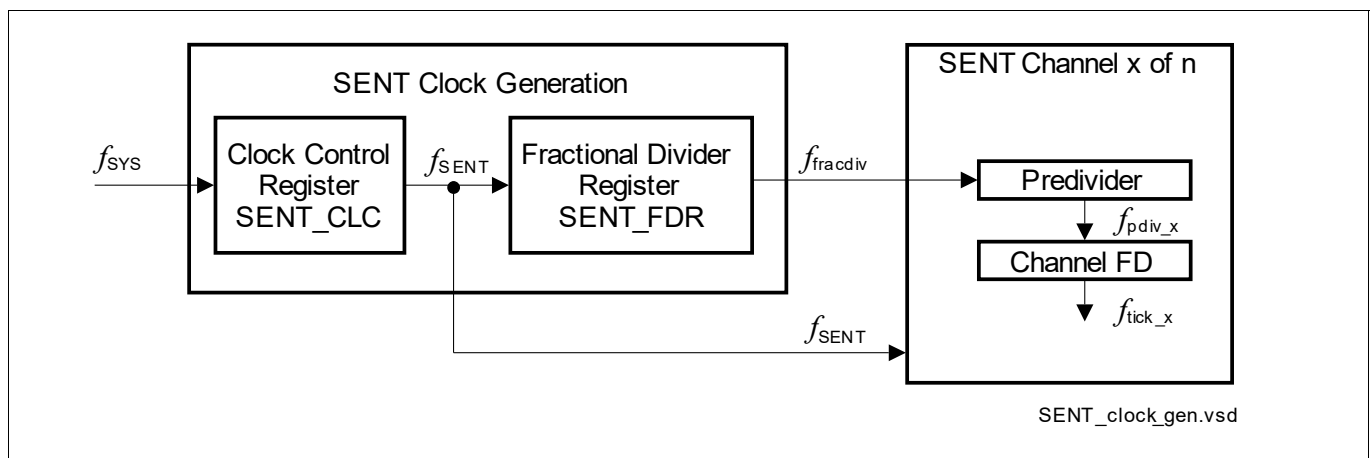 SENT Clock Generation
SENT Channel x of n
fSYS
Clock Control
Register
SENT_CLC
fSENT
Fractional Divider
Register
SENT_FDR
ffracdiv
Predivider
fpdiv_x
Channel FD
ftick_x
fSENT
SENT_clock_gen.vsd